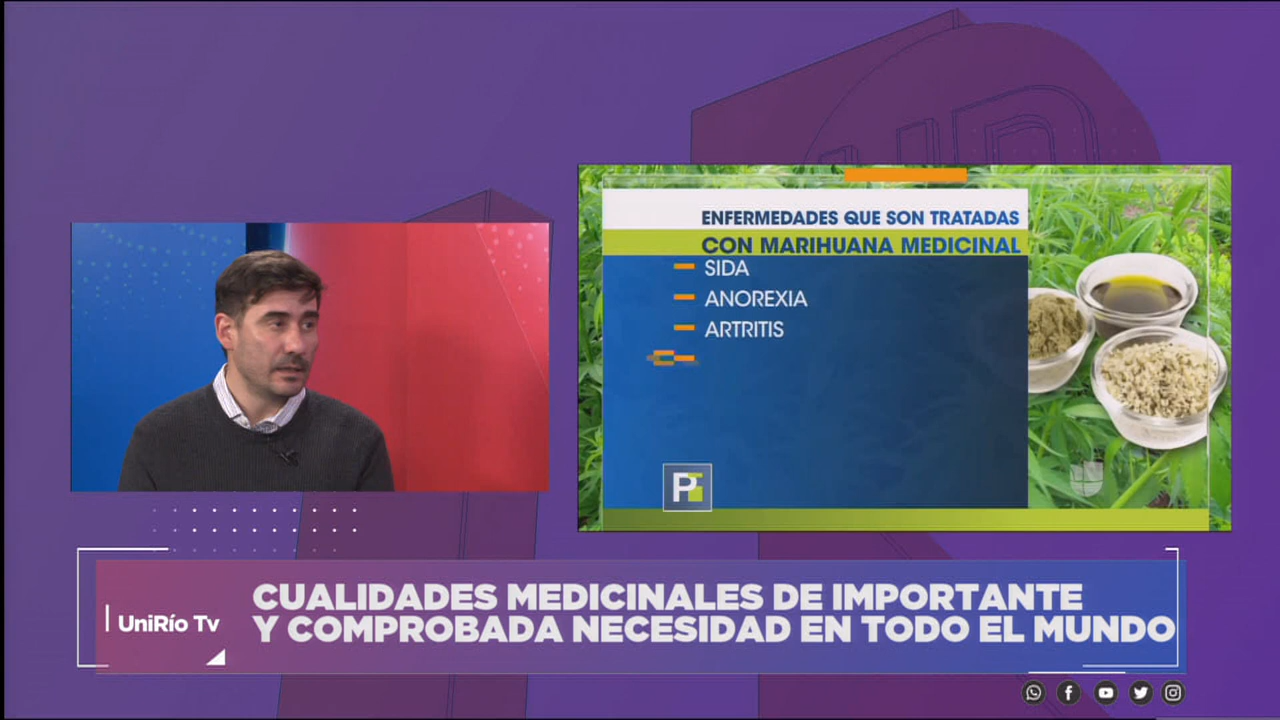 ENFERMEDADES QUE SON TRATADAS
CON MARIHUANA MEDICINAL
SIDA
ANOREXIA
ARTRITIS
UniRío Tv
CUALIDADES MEDICINALES DE IMPORTANTE
Y COMPROBADA NECESIDAD EN TODO EL MUNDO